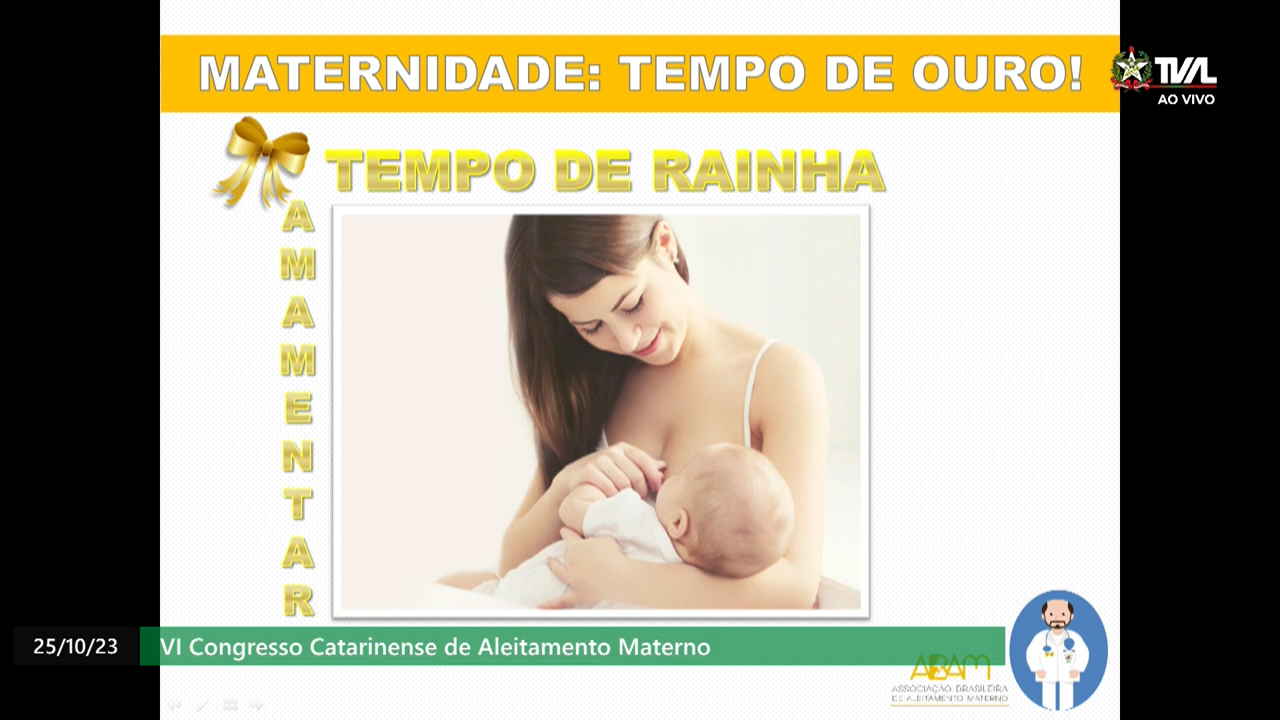 MATERNIDADE: TEMPO DE OURO!
TVAL
AO VIVO
TEMPO DE RAINHA
AMAMENTAR
25/10/23
VI Congresso Catarinense de Aleitamento Materno
ABAM
ASSOCIAÇÃO BRASILEIRA
DE ALEITAMENTO MATERNO